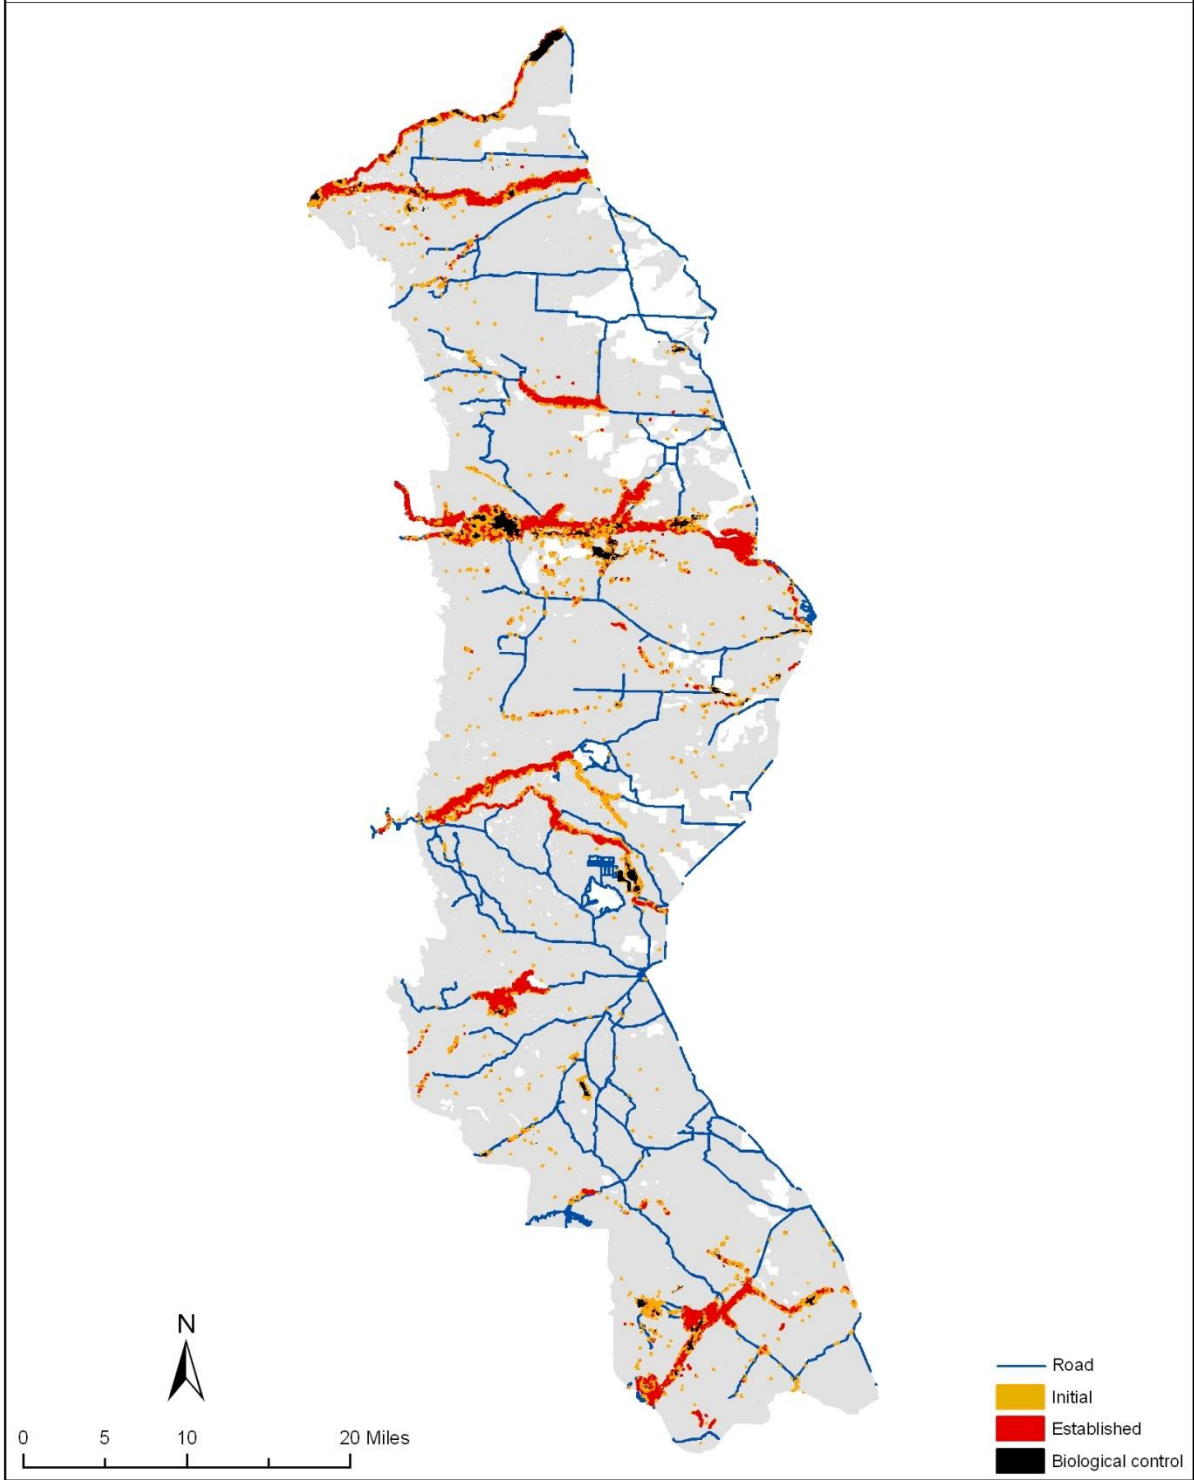 N
0 5 10 20 Miles
Road
Initial
Established
Biological control